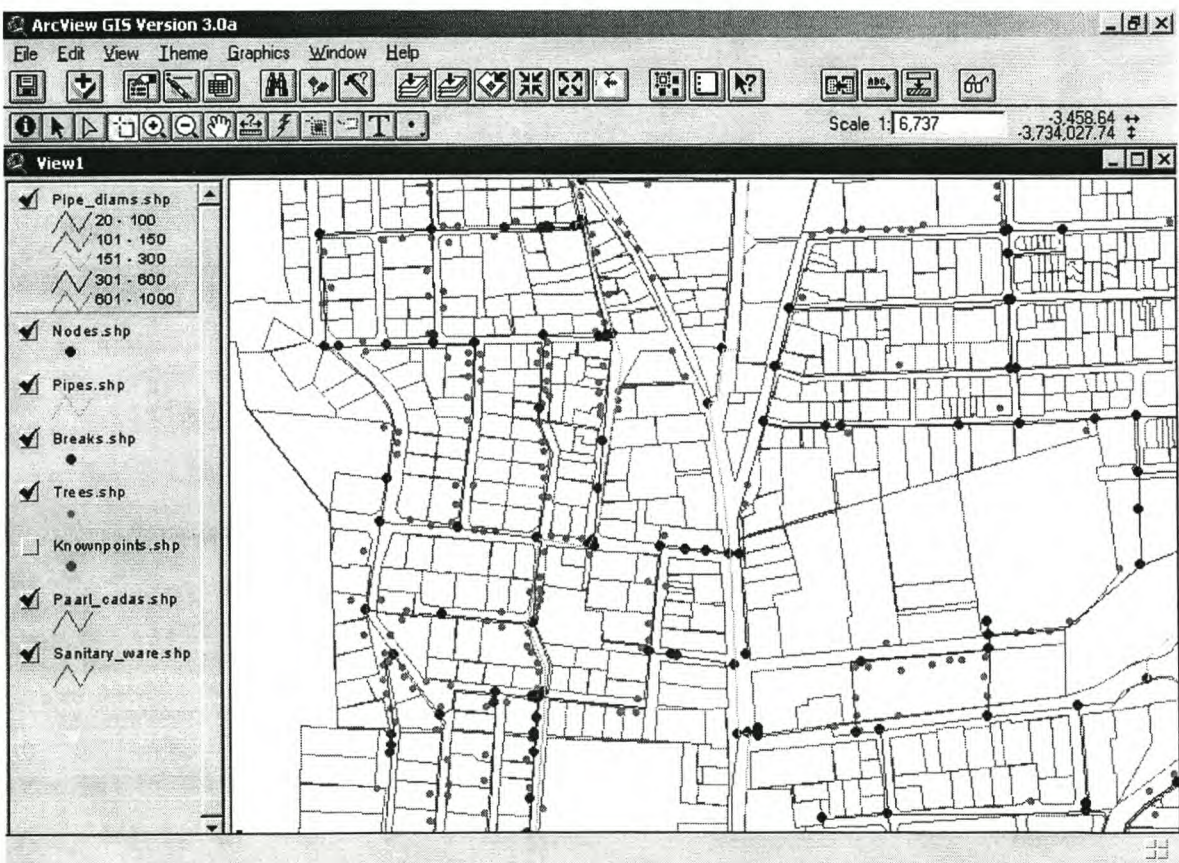 ArcView GIS Version 3.0a
File Edit View Theme Graphics Window Help
Scale 1: 6,737
-3,458.64
-3,734,027.74
View1
Pipe_diams.shp
20 - 100
101 - 150
151 - 300
301 - 600
601 - 1000
Nodes.shp
Pipes.shp
Breaks.shp
Trees.shp
Knownpoints.shp
Paarl_cadas.shp
Sanitary_ware.shp